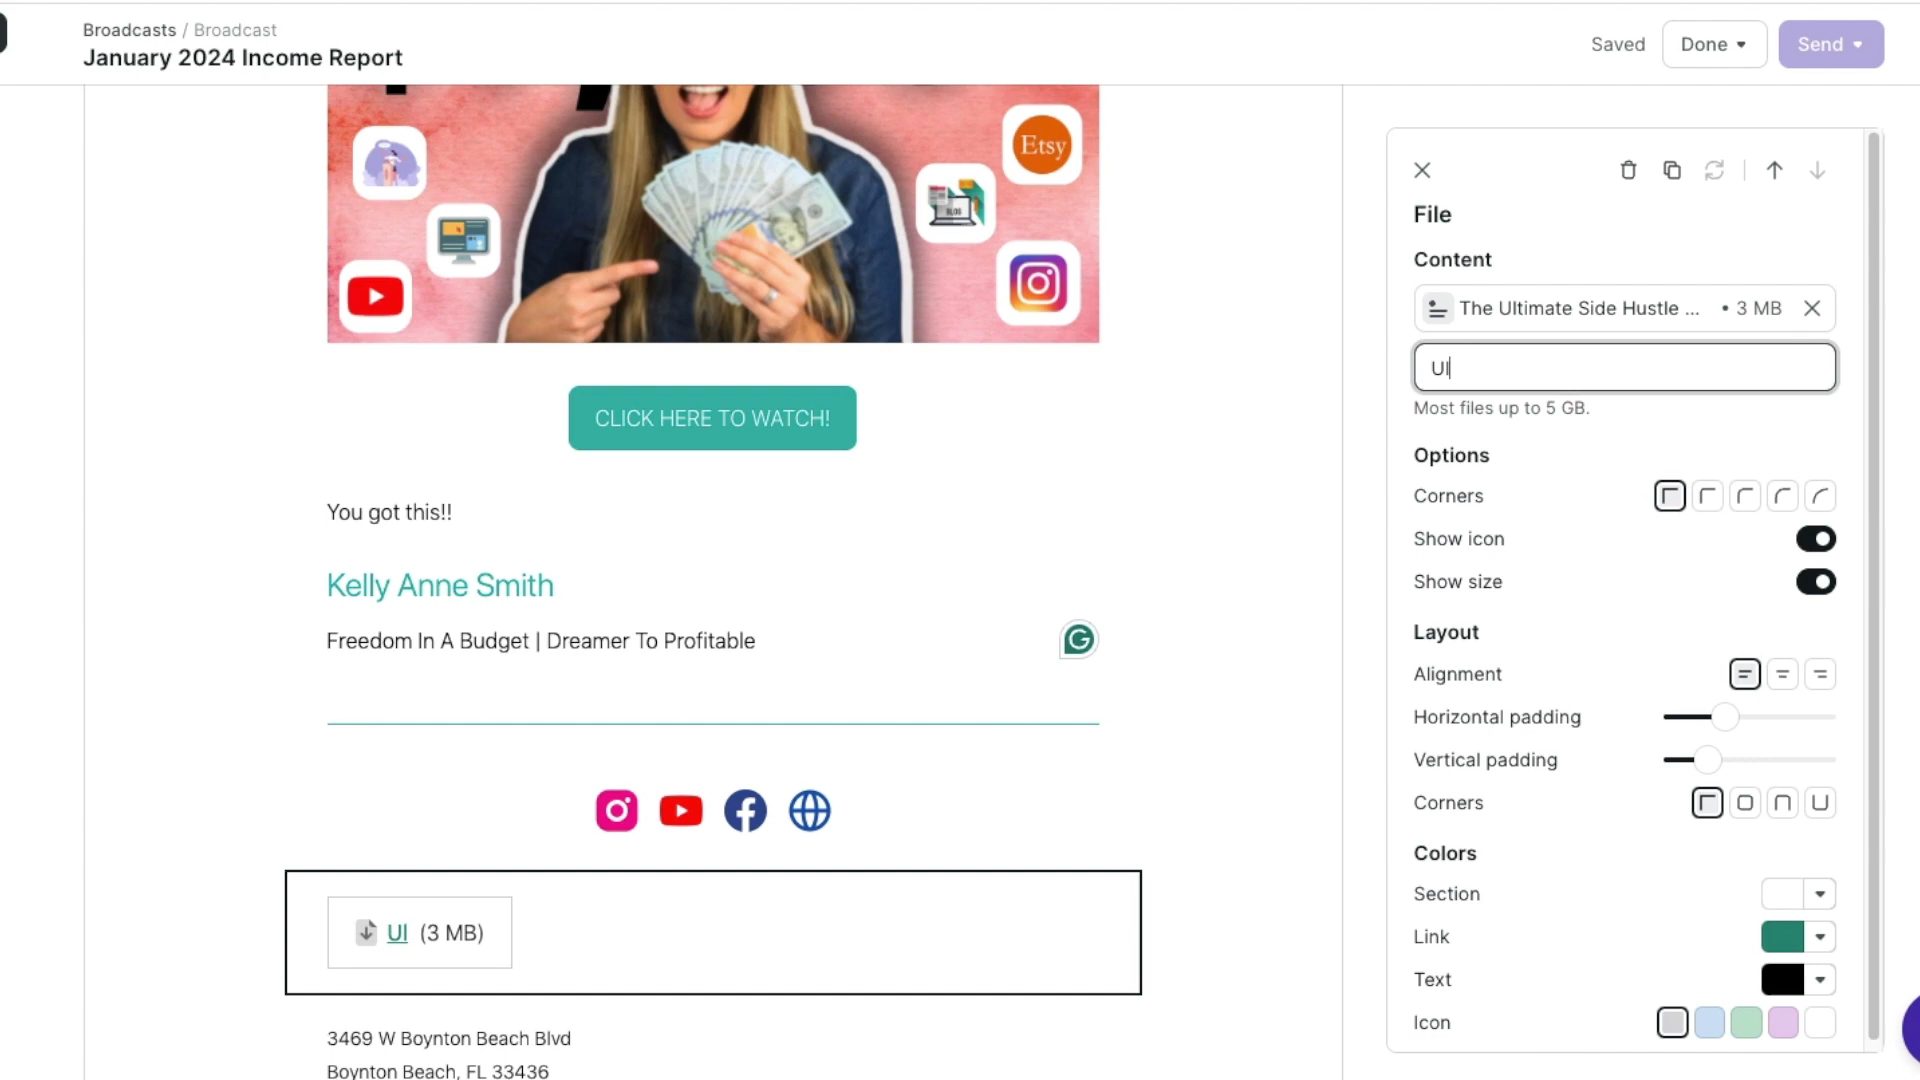 Broadcasts / Broadcast
January 2024 Income Report
Saved
Done
Send
Etsy
BLOG
CLICK HERE TO WATCH!
You got this!!
Kelly Anne Smith
Freedom In A Budget | Dreamer To Profitable
UI (3 MB)
3469 W Boynton Beach Blvd
Boynton Beach, FL 33436
File
Content
The Ultimate Side Hustle ... • 3 MB
UI
Most files up to 5 GB.
Options
Corners
Show icon
Show size
Layout
Alignment
Horizontal padding
Vertical padding
Corners
Colors
Section
Link
Text
Icon